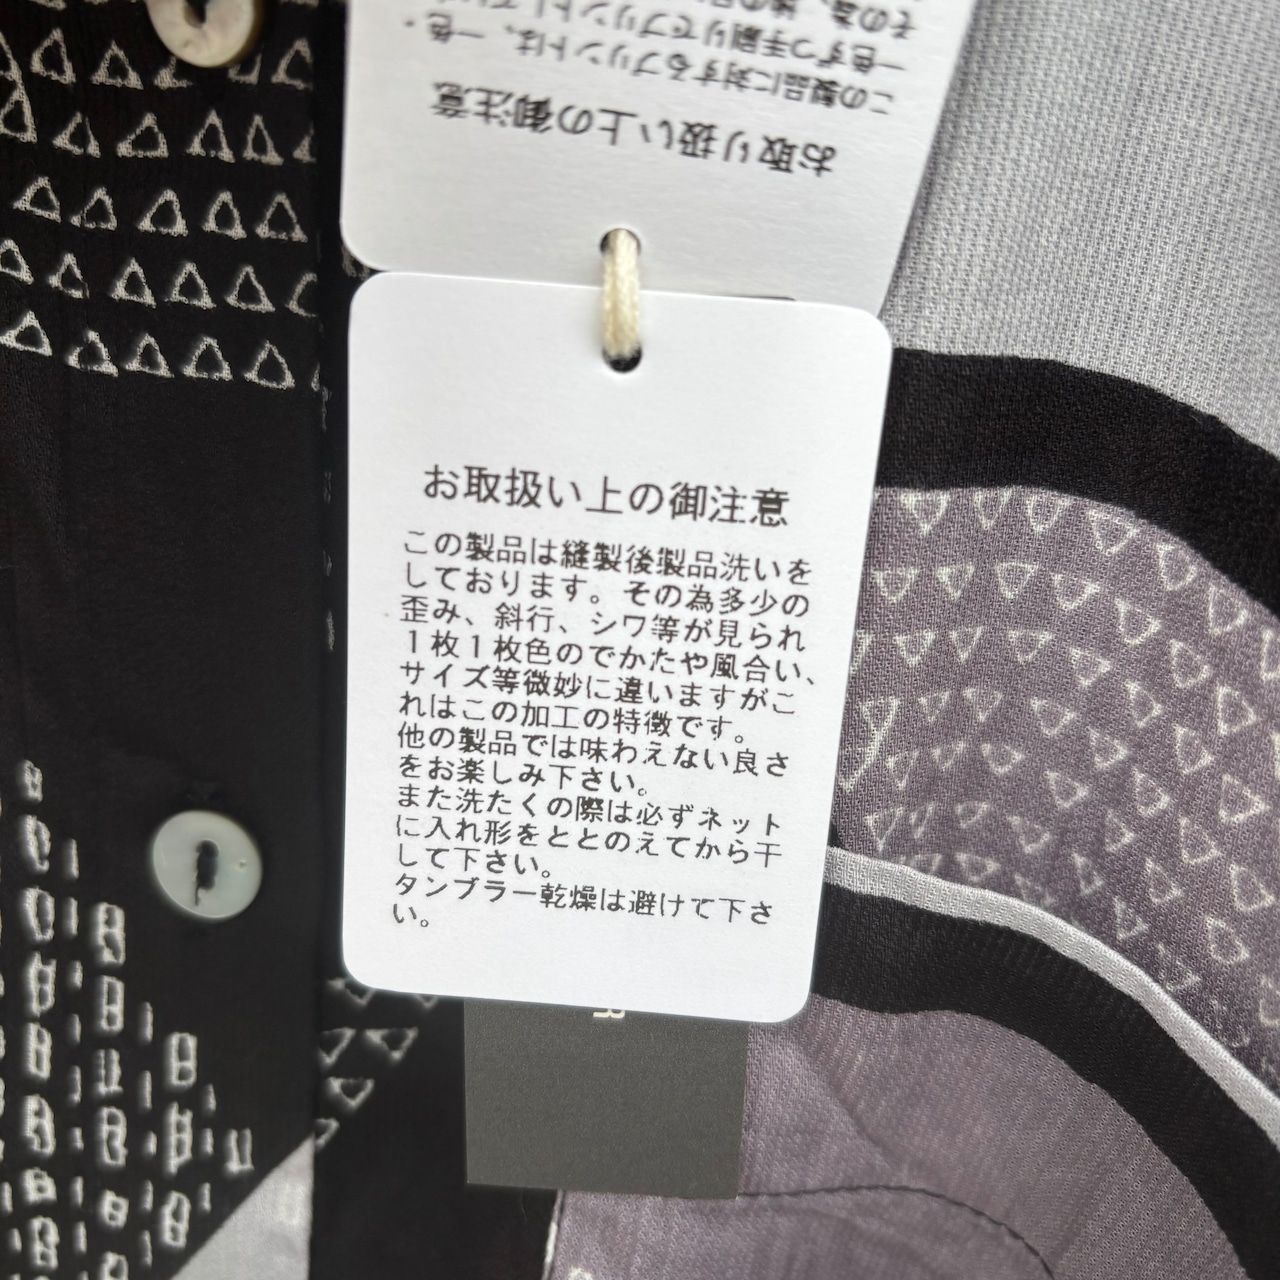 その為、
一色ずつ手刷りでプリントして
この製品に対するプリントは、一色、
お取り扱い上の御注意
お取扱い上の御注意
この製品は縫製後製品洗いを
しております。その為多少の
歪み、斜行、シワ等が見られ
１枚１枚色のでかたや風合い、
サイズ等微妙に違いますがこ
れはこの加工の特徴です。
他の製品では味わえない良さ
をお楽しみ下さい。
また洗たくの際は必ずネット
に入れ形をととのえてから干
して下さい。
タンブラー乾燥は避けて下さ
い。
R